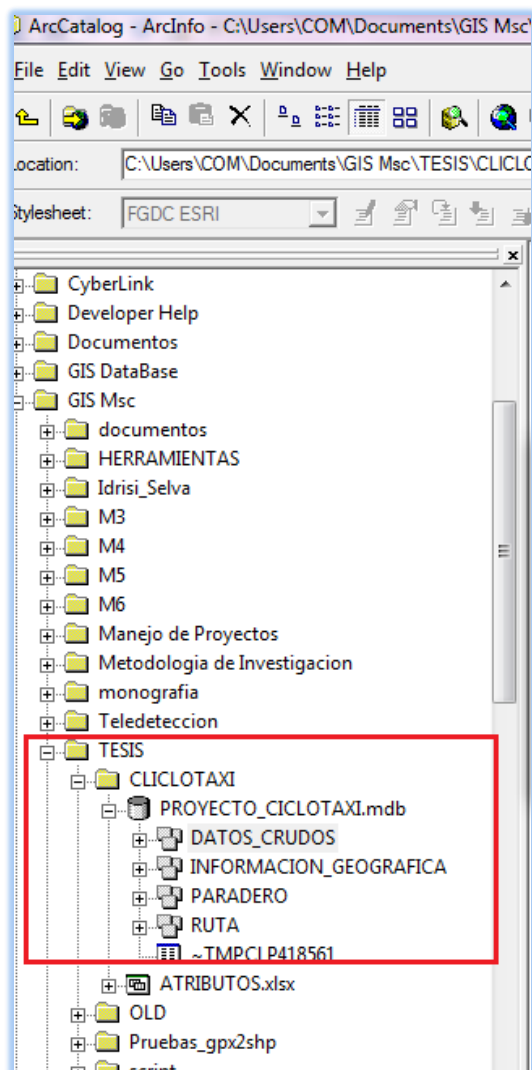 ArcCatalog - ArcInfo - C:\Users\COM\Documents\GIS Msc\
File Edit View Go Tools Window Help
Location: C:\Users\COM\Documents\GIS Msc\TESIS\CLICLO
Stylesheet: FGDC ESRI
CyberLink
Developer Help
Documentos
GIS DataBase
GIS Msc
documentos
HERRAMIENTAS
Idrisi_Selva
M3
M4
M5
M6
Manejo de Proyectos
Metodologia de Investigacion
monografia
Teledeteccion
TESIS
CLICLOTAXI
PROYECTO_CICLOTAXI.mdb
DATOS_CRUDOS
INFORMACION_GEOGRAFICA
PARADERO
RUTA
~TMPCLP418561
ATRIBUTOS.xlsx
OLD
Pruebas_gpx2shp
script